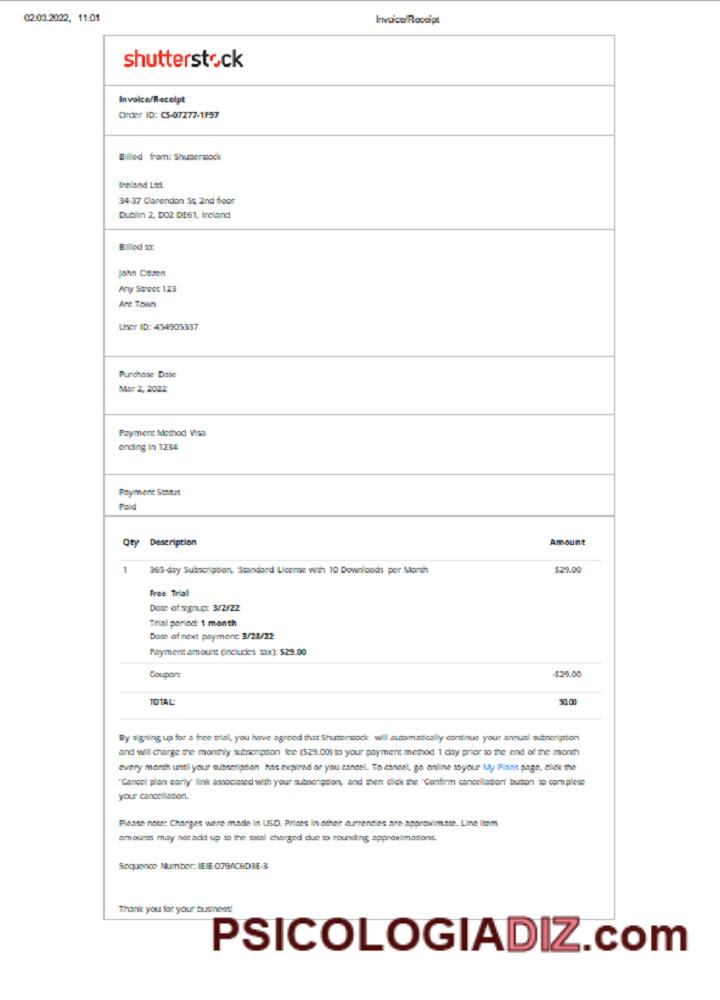 02.03.2022, 11:01 Invoice/Receipt
shutterstock
Invoice/Receipt
Order ID: CS-07277-1F97
Billed from: Shutterstock
Ireland Ltd.
34-37 Clarendon St, 2nd floor
Dublin 2, D02 DE61, Ireland
Billed to:
John Citizen
Any Street 123
Ant Town
User ID: 454905337
Purchase Date
Mar 2, 2022
Payment Method Visa
ending in 1234
Payment Status
Paid
Qty Description Amount
1 365-day Subscription, Standard License with 10 Downloads per Month $29.00
Free Trial
Date of signup: 3/2/22
Trial period: 1 month
Date of next payment: 3/28/22
Payment amount (includes tax): $29.00
Coupon: -$29.00
TOTAL: $0.00
By signing up for a free trial, you have agreed that Shutterstock will automatically continue your annual subscription
and will charge the monthly subscription fee ($29.00) to your payment method 1 day prior to the end of the month
every month until your subscription has expired or you cancel. To cancel, go online to your My Plans page, click the
'Cancel plan early' link associated with your subscription, and then click the 'Confirm cancellation' button to complete
your cancellation.
Please note: Charges were made in USD. Prices in other currencies are approximate. Line item
amounts may not add up to the total charged due to rounding approximations.
Sequence Number: IEIE-079AC6D3E-3
Thank you for your business!
PSICOLOGIADIZ.com